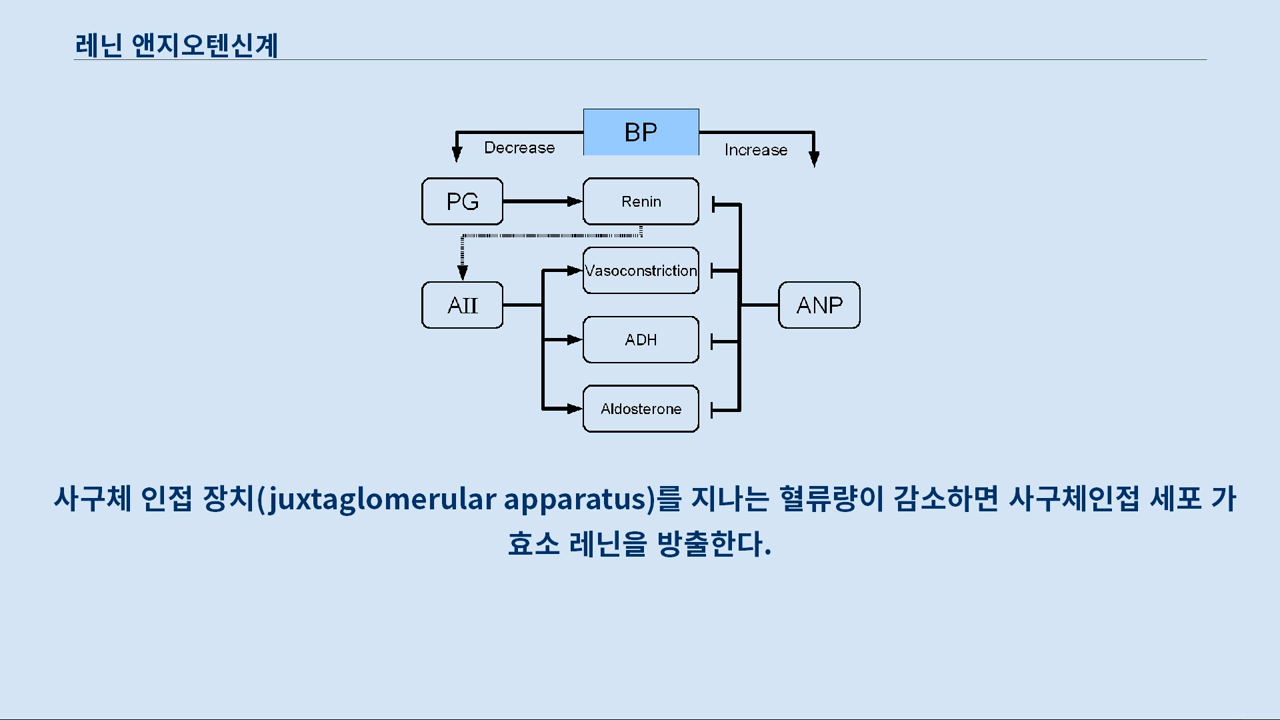 레닌 앤지오텐신계
BP
Decrease
Increase
PG
Renin
Vasoconstriction
AII
ANP
ADH
Aldosterone
사구체 인접 장치(juxtaglomerular apparatus)를 지나는 혈류량이 감소하면 사구체인접 세포 가
효소 레닌을 방출한다.